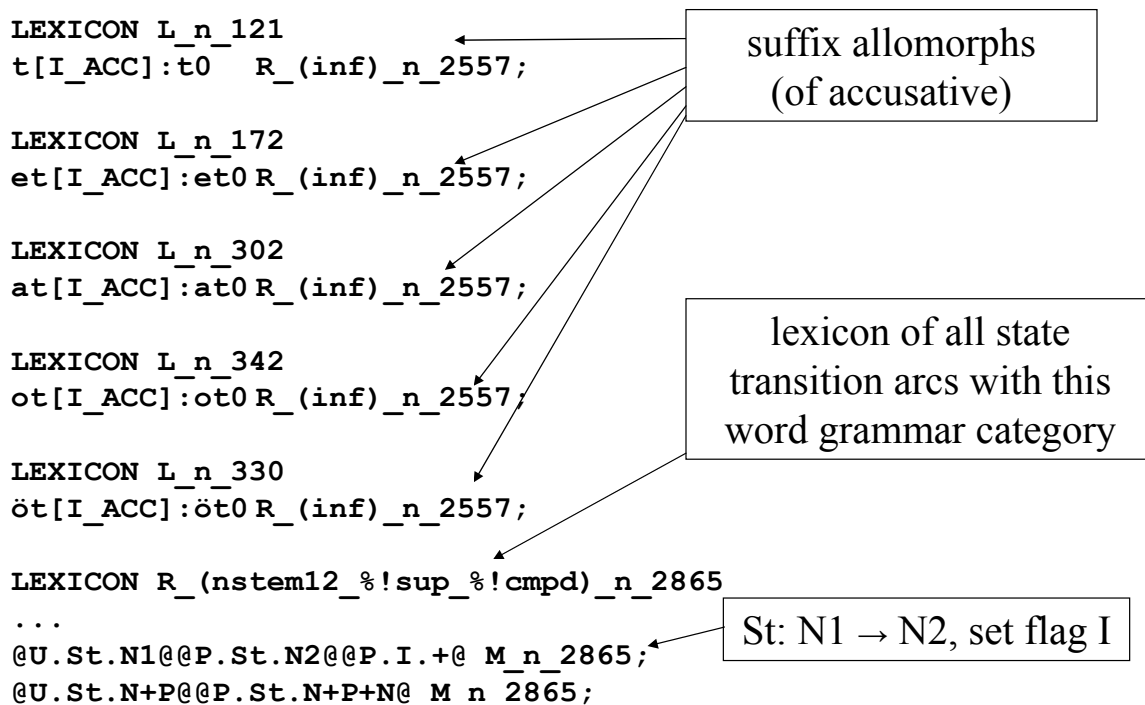 LEXICON L_n_121
t[I_ACC]:t0 R_(inf)_n_2557;
LEXICON L_n_172
et[I_ACC]:et0 R_(inf)_n_2557;
LEXICON L_n_302
at[I_ACC]:at0 R_(inf)_n_2557;
LEXICON L_n_342
ot[I_ACC]:ot0 R_(inf)_n_2557;
LEXICON L_n_330
öt[I_ACC]:öt0 R_(inf)_n_2557;
LEXICON R_(nstem12_%!sup_%!cmpd)_n_2865
...
@U.St.N1@@P.St.N2@@P.I.+@ M_n_2865;
@U.St.N+P@@P.St.N+P+N@ M n 2865;
suffix allomorphs
(of accusative)
lexicon of all state
transition arcs with this
word grammar category
St: N1 → N2, set flag I